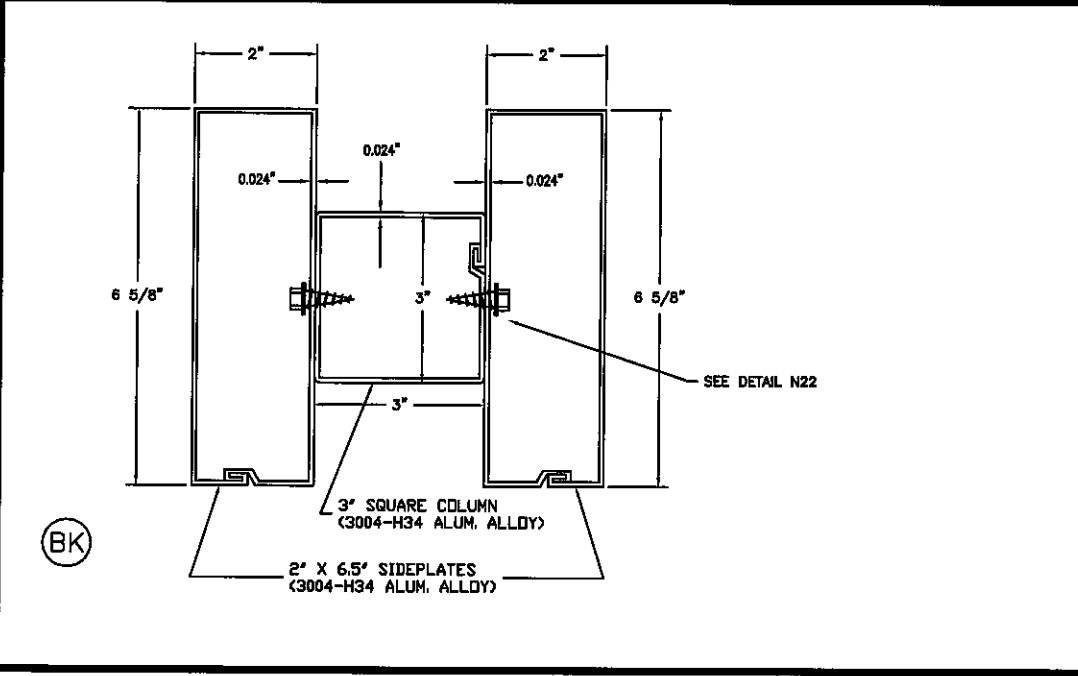 2"
2"
0.024"
0.024"
0.024"
6 5/8"
3"
6 5/8"
SEE DETAIL N22
3"
3" SQUARE COLUMN
(3004-H34 ALUM. ALLOY)
BK
2" X 6.5" SIDEPLATES
(3004-H34 ALUM. ALLOY)